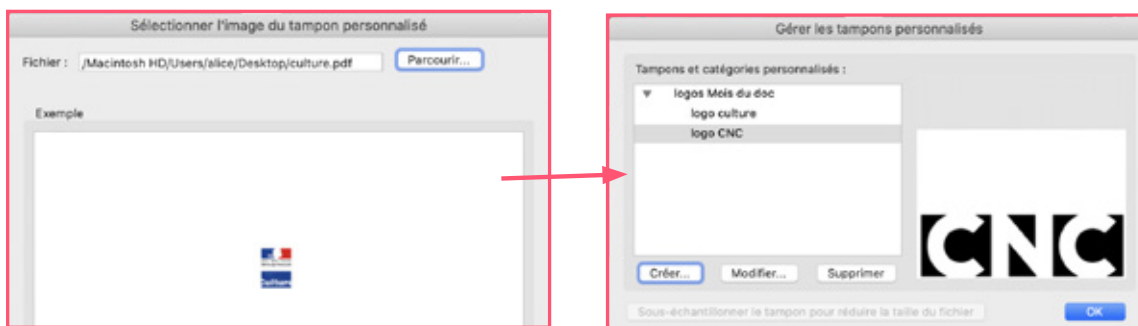 Sélectionner l'image du tampon personnalisé
Fichier : /Macintosh HD/Users/alice/Desktop/culture.pdf Parcourir...
Exemple
Culture
Gérer les tampons personnalisés
Tampons et catégories personnalisés :
logos Mois du doc
logo culture
logo CNC
CNC
Créer... Modifier... Supprimer
Sous-échantillonner le tampon pour réduire la taille du fichier OK